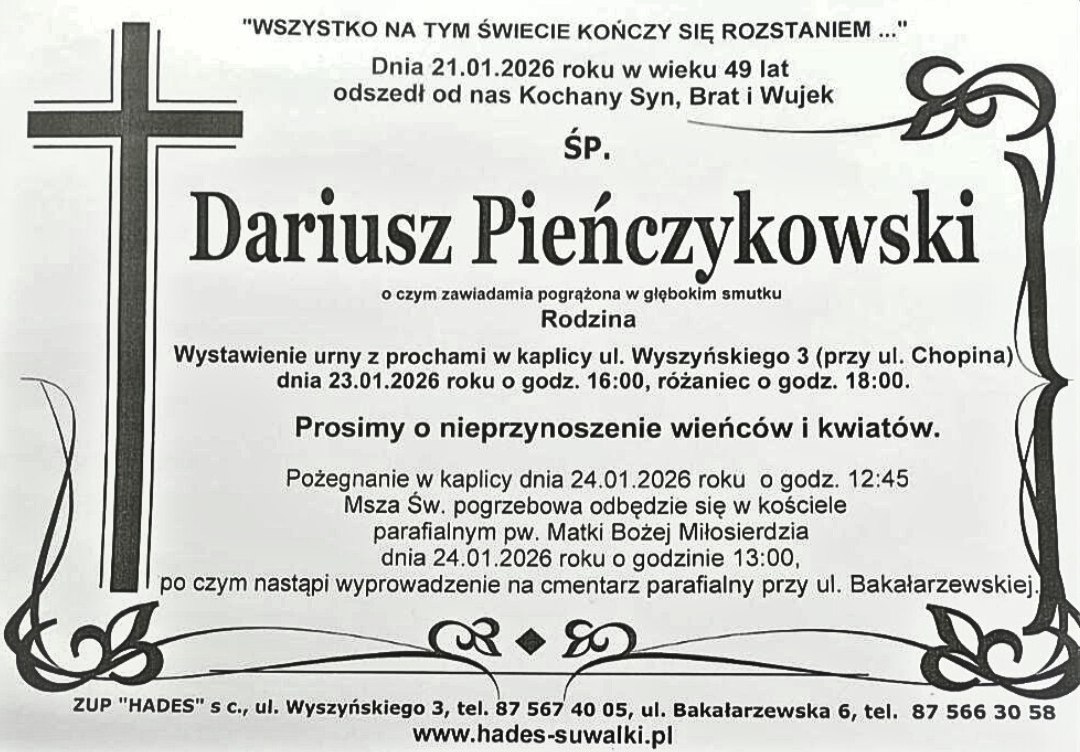 "WSZYSTKO NA TYM ŚWIECIE KOŃCZY SIĘ ROZSTANIEM ..."
Dnia 21.01.2026 roku w wieku 49 lat
odszedł od nas Kochany Syn, Brat i Wujek
ŚP.
Dariusz Pieńczykowski
o czym zawiadamia pogrążona w głębokim smutku
Rodzina
Wystawienie urny z prochami w kaplicy ul. Wyszyńskiego 3 (przy ul. Chopina)
dnia 23.01.2026 roku o godz. 16:00, różaniec o godz. 18:00.
Prosimy o nieprzynoszenie wieńców i kwiatów.
Pożegnanie w kaplicy dnia 24.01.2026 roku o godz. 12:45
Msza Św. pogrzebowa odbędzie się w kościele
parafialnym pw. Matki Bożej Miłosierdzia
dnia 24.01.2026 roku o godzinie 13:00,
po czym nastąpi wyprowadzenie na cmentarz parafialny przy ul. Bakałarzewskiej.
ZUP "HADES" s c., ul. Wyszyńskiego 3, tel. 87 567 40 05, ul. Bakałarzewska 6, tel. 87 566 30 58
www.hades-suwalki.pl